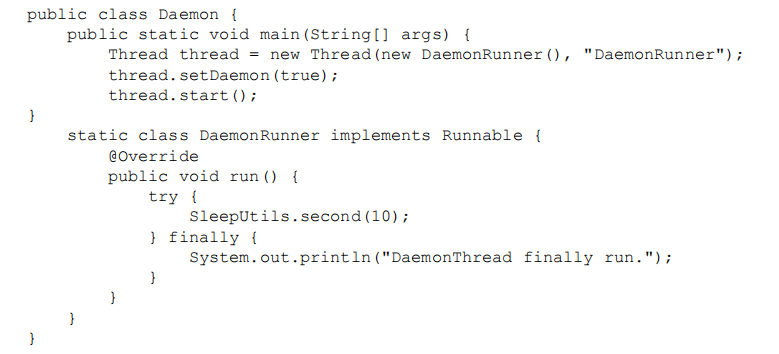 public class Daemon {
    public static void main(String[] args) {
        Thread thread = new Thread(new DaemonRunner(), "DaemonRunner");
        thread.setDaemon(true);
        thread.start();
}
    static class DaemonRunner implements Runnable {
        @Override
        public void run() {
            try {
                SleepUtils.second(10);
            } finally {
                System.out.println("DaemonThread finally run.");
            }
        }
    }
}